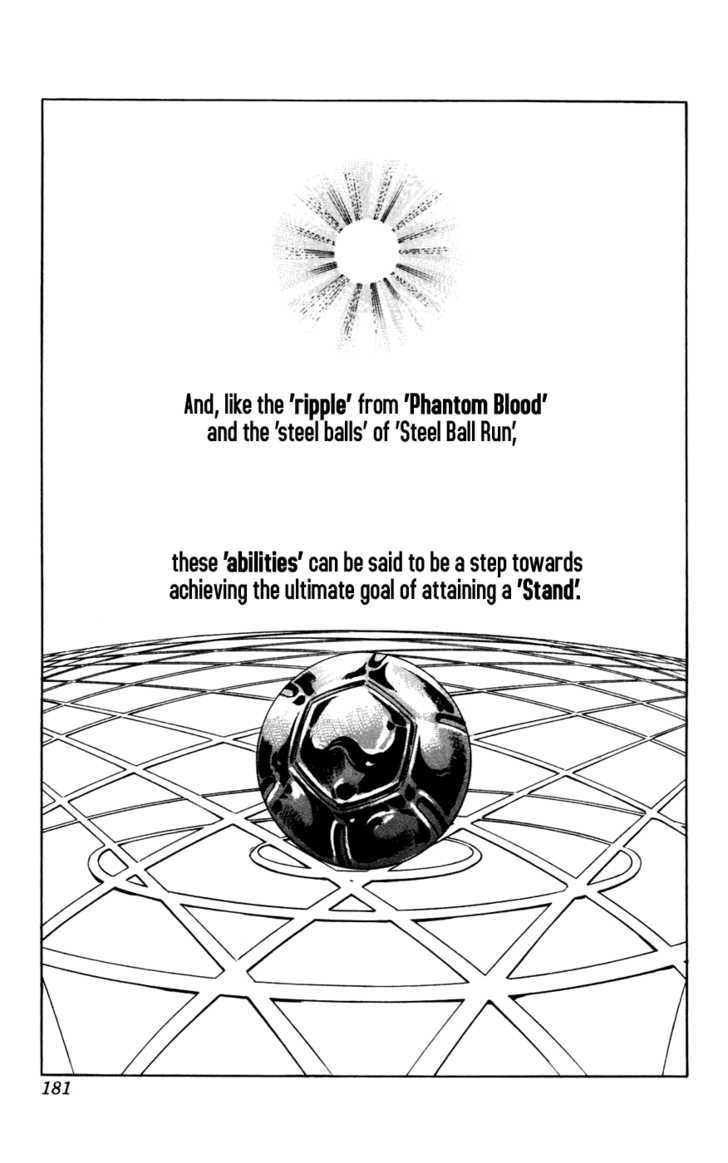 And, like the 'ripple' from 'Phantom Blood'
and the 'steel balls' of 'Steel Ball Run',
these 'abilities' can be said to be a step towards
achieving the ultimate goal of attaining a 'Stand'.
181